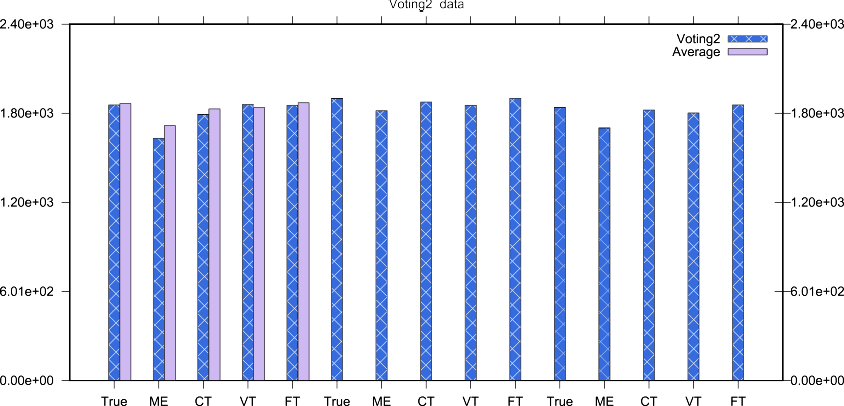 Voting2 data
2.40e+03 2.40e+03
Voting2
Average
1.80e+03 1.80e+03
1.20e+03 1.20e+03
6.01e+02 6.01e+02
0.00e+00 0.00e+00
True ME CT VT FT True ME CT VT FT True ME CT VT FT